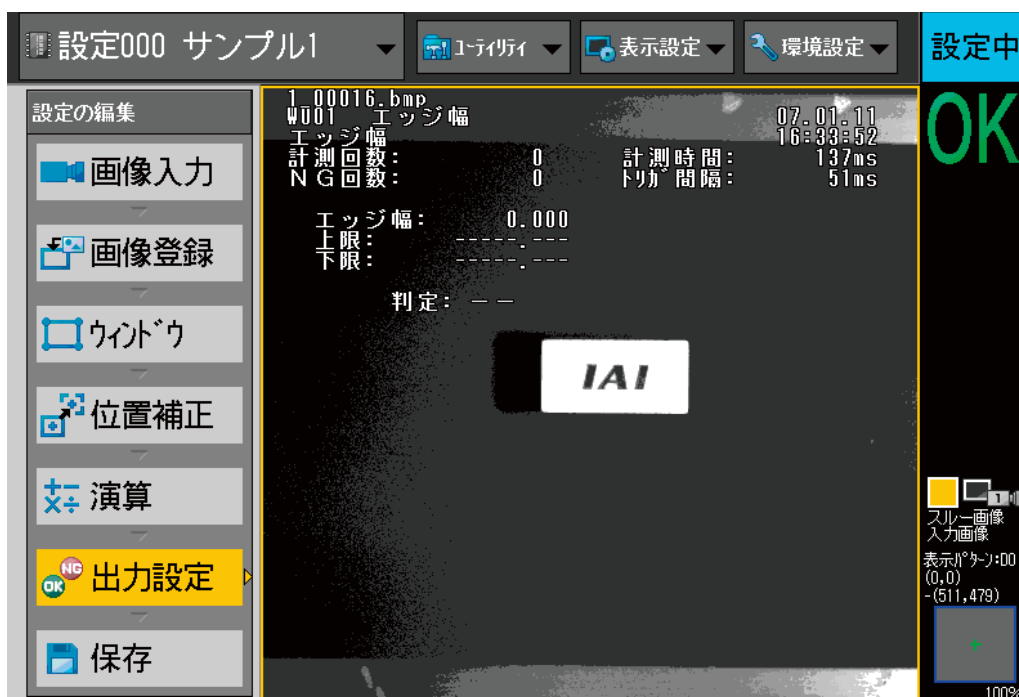 設定000 サンプル1
ユーティリティ
表示設定
環境設定
設定中
設定の編集
画像入力
画像登録
ウィンドウ
位置補正
演算
NG
OK
出力設定
保存
1_00016.bmp
W001 エッジ幅
07.01.11
エッジ幅
16:33:52
計測回数: 0 計測時間: 137ms
NG回数: 0 トリガ間隔: 51ms
エッジ幅: 0.000
上限: -----.---
下限: -----.---
判定: --
IAI
OK
1
スルー画像
入力画像
表示パターン:00
(0,0)
-(511,479)
100%